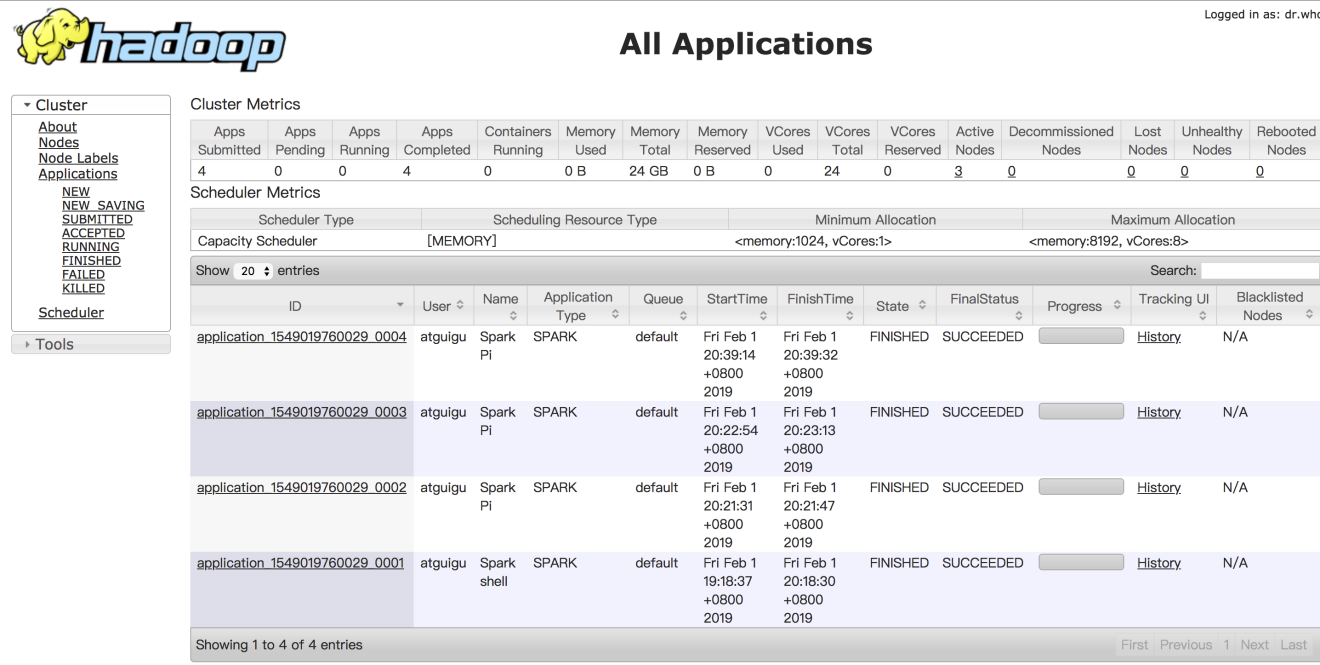 Logged in as: dr.who
hadoop
All Applications
Cluster
About
Nodes
Node Labels
Applications
NEW
NEW_SAVING
SUBMITTED
ACCEPTED
RUNNING
FINISHED
FAILED
KILLED
Scheduler
Tools
Cluster Metrics
Apps Submitted Apps Pending Apps Running Apps Completed Containers Running Memory Used Memory Total Memory Reserved VCores Used VCores Total VCores Reserved Active Nodes Decommissioned Nodes Lost Nodes Unhealthy Nodes Rebooted Nodes
4 0 0 4 0 0 B 24 GB 0 B 0 24 0 3 0 0 0 0
Scheduler Metrics
Scheduler Type Scheduling Resource Type Minimum Allocation Maximum Allocation
Capacity Scheduler [MEMORY] <memory:1024, vCores:1> <memory:8192, vCores:8>
Show 20 entries Search:
ID User Name Application Type Queue StartTime FinishTime State FinalStatus Progress Tracking UI Blacklisted Nodes
application_1549019760029_0004 atguigu Spark Pi SPARK default Fri Feb 1 20:39:14 +0800 2019 Fri Feb 1 20:39:32 +0800 2019 FINISHED SUCCEEDED History N/A
application_1549019760029_0003 atguigu Spark Pi SPARK default Fri Feb 1 20:22:54 +0800 2019 Fri Feb 1 20:23:13 +0800 2019 FINISHED SUCCEEDED History N/A
application_1549019760029_0002 atguigu Spark Pi SPARK default Fri Feb 1 20:21:31 +0800 2019 Fri Feb 1 20:21:47 +0800 2019 FINISHED SUCCEEDED History N/A
application_1549019760029_0001 atguigu Spark shell SPARK default Fri Feb 1 19:18:37 +0800 2019 Fri Feb 1 20:18:30 +0800 2019 FINISHED SUCCEEDED History N/A
Showing 1 to 4 of 4 entries First Previous 1 Next Last